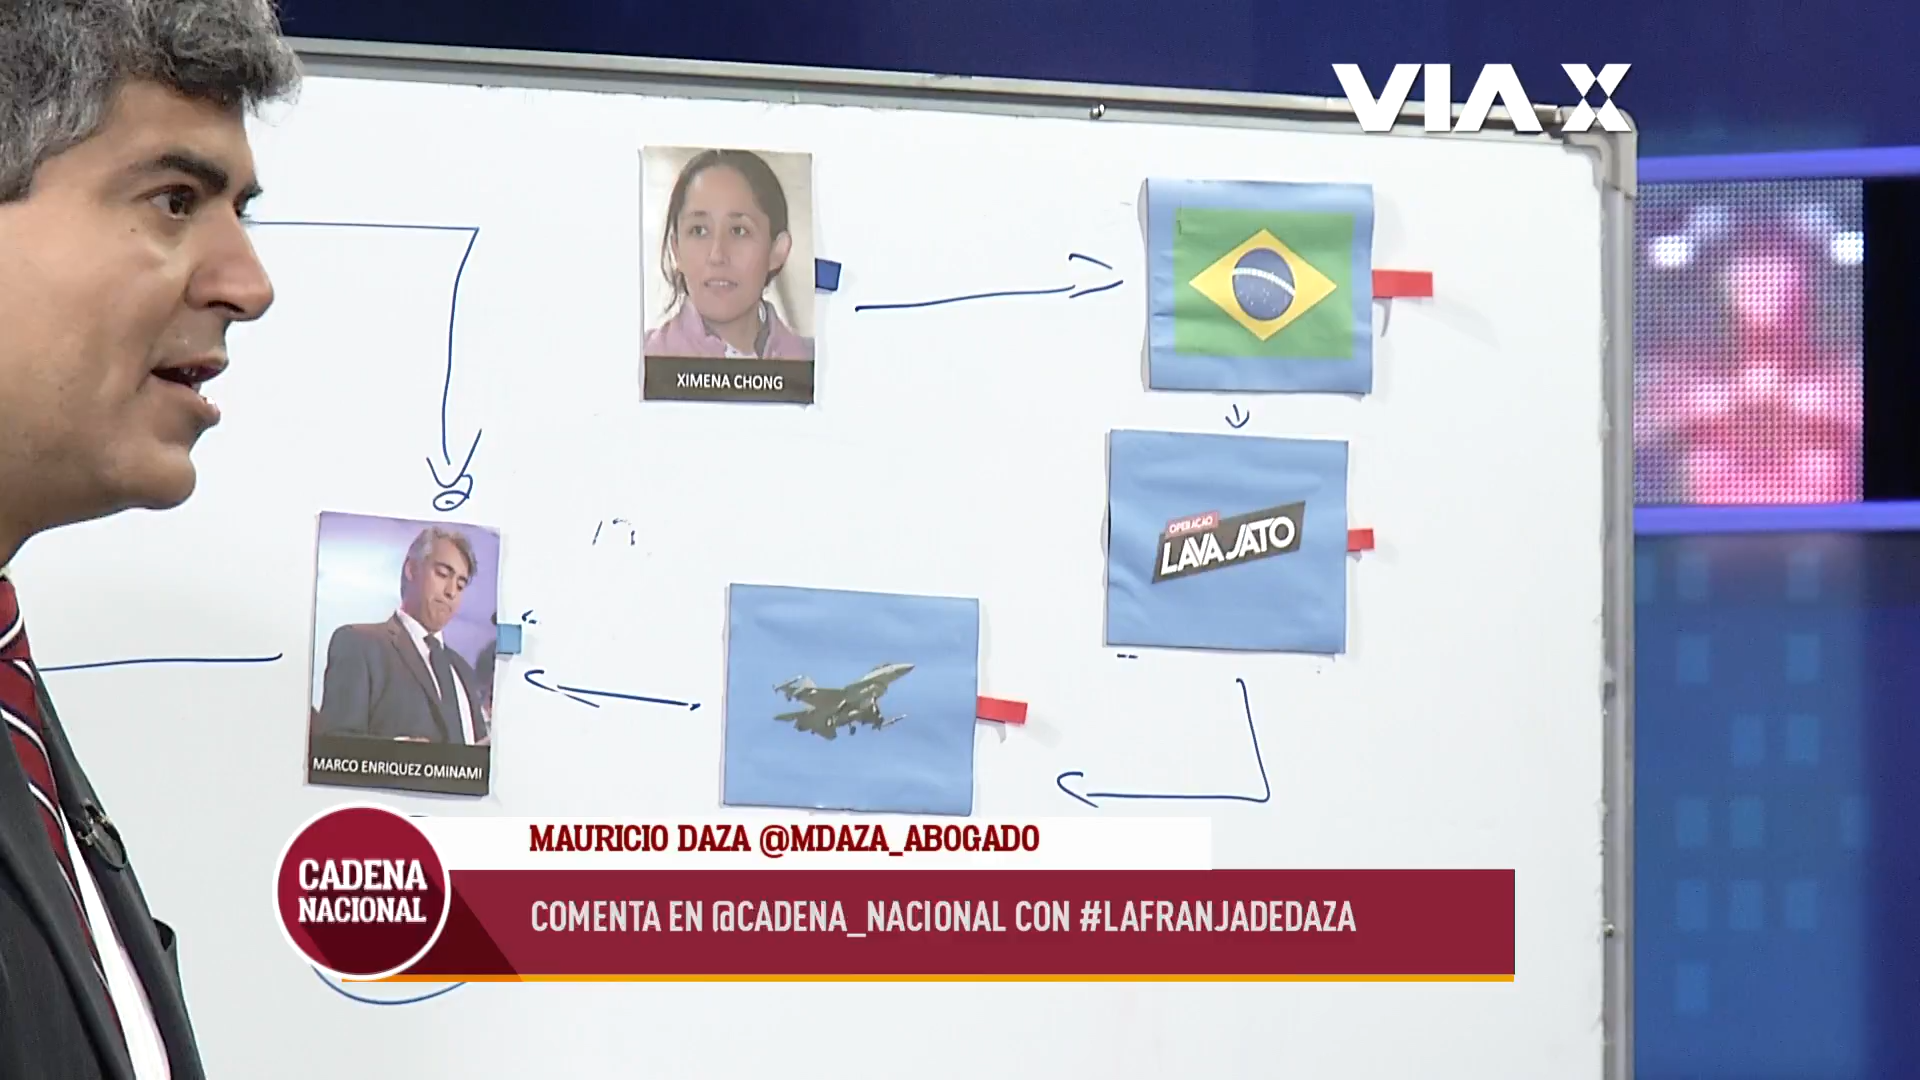 VIA X
XIMENA CHONG
OPERAÇÃO
LAVA JATO
MARCO ENRIQUEZ OMINAMI
MAURICIO DAZA @MDAZA_ABOGADO
CADENA
NACIONAL
COMENTA EN @CADENA_NACIONAL CON #LAFRANJADEDAZA